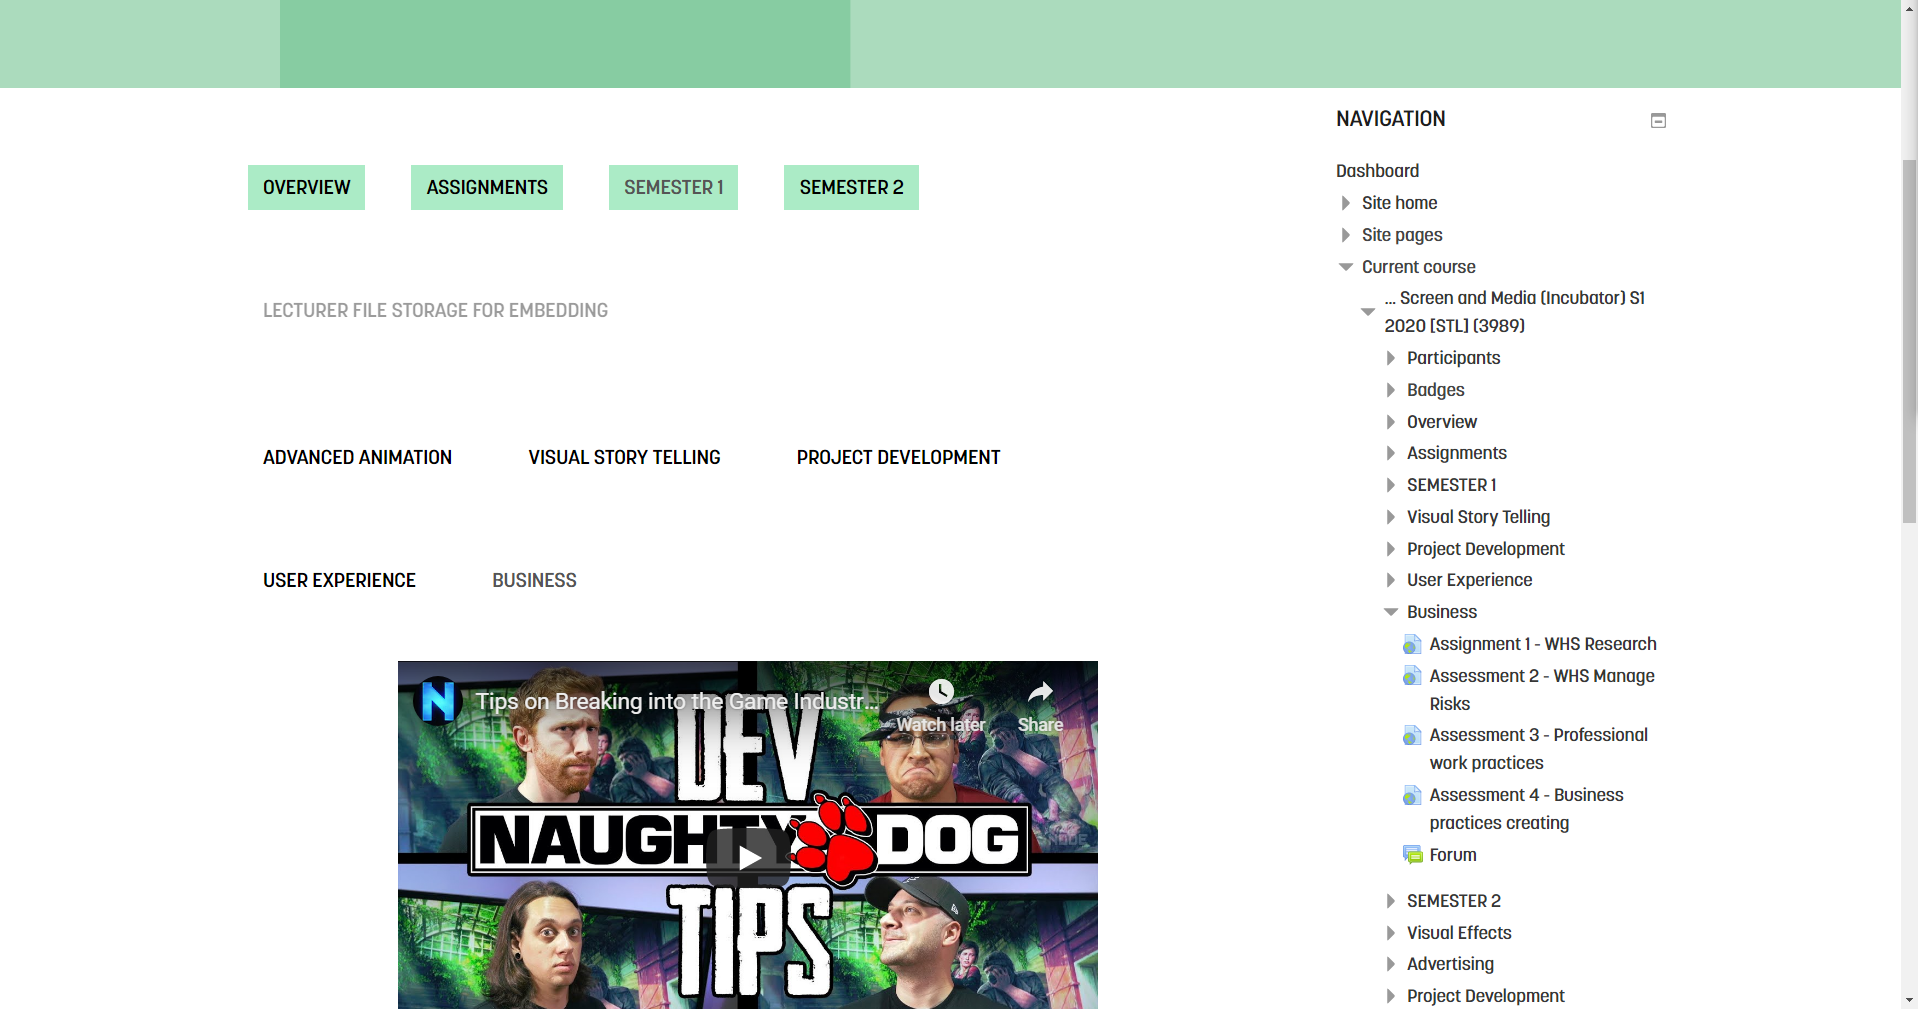 OVERVIEW
ASSIGNMENTS
SEMESTER 1
SEMESTER 2
LECTURER FILE STORAGE FOR EMBEDDING
ADVANCED ANIMATION
VISUAL STORY TELLING
PROJECT DEVELOPMENT
USER EXPERIENCE
BUSINESS
N
Tips on Breaking into the Game Industr...
Watch later
Share
DEV
NAUGHTY DOG
TIPS
NAVIGATION
Dashboard
Site home
Site pages
Current course
... Screen and Media (Incubator) S1
2020 [STL] (3989)
Participants
Badges
Overview
Assignments
SEMESTER 1
Visual Story Telling
Project Development
User Experience
Business
Assignment 1 - WHS Research
Assessment 2 - WHS Manage
Risks
Assessment 3 - Professional
work practices
Assessment 4 - Business
practices creating
Forum
SEMESTER 2
Visual Effects
Advertising
Project Development